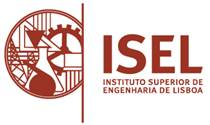 ISEL
INSTITUTO SUPERIOR DE
ENGENHARIA DE LISBOA